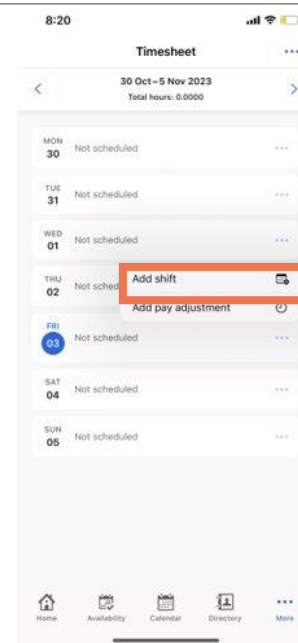 8:20
Timesheet
30 Oct-5 Nov 2023
Total hours: 0.0000
MON
30
Not scheduled
TUE
31
Not scheduled
WED
01
Not scheduled
THU
02
Not sched
Add shift
Add pay adjustment
FRI
03
Not scheduled
SAT
04
Not scheduled
SUN
05
Not scheduled
Home
Availability
Calendar
Directory
More